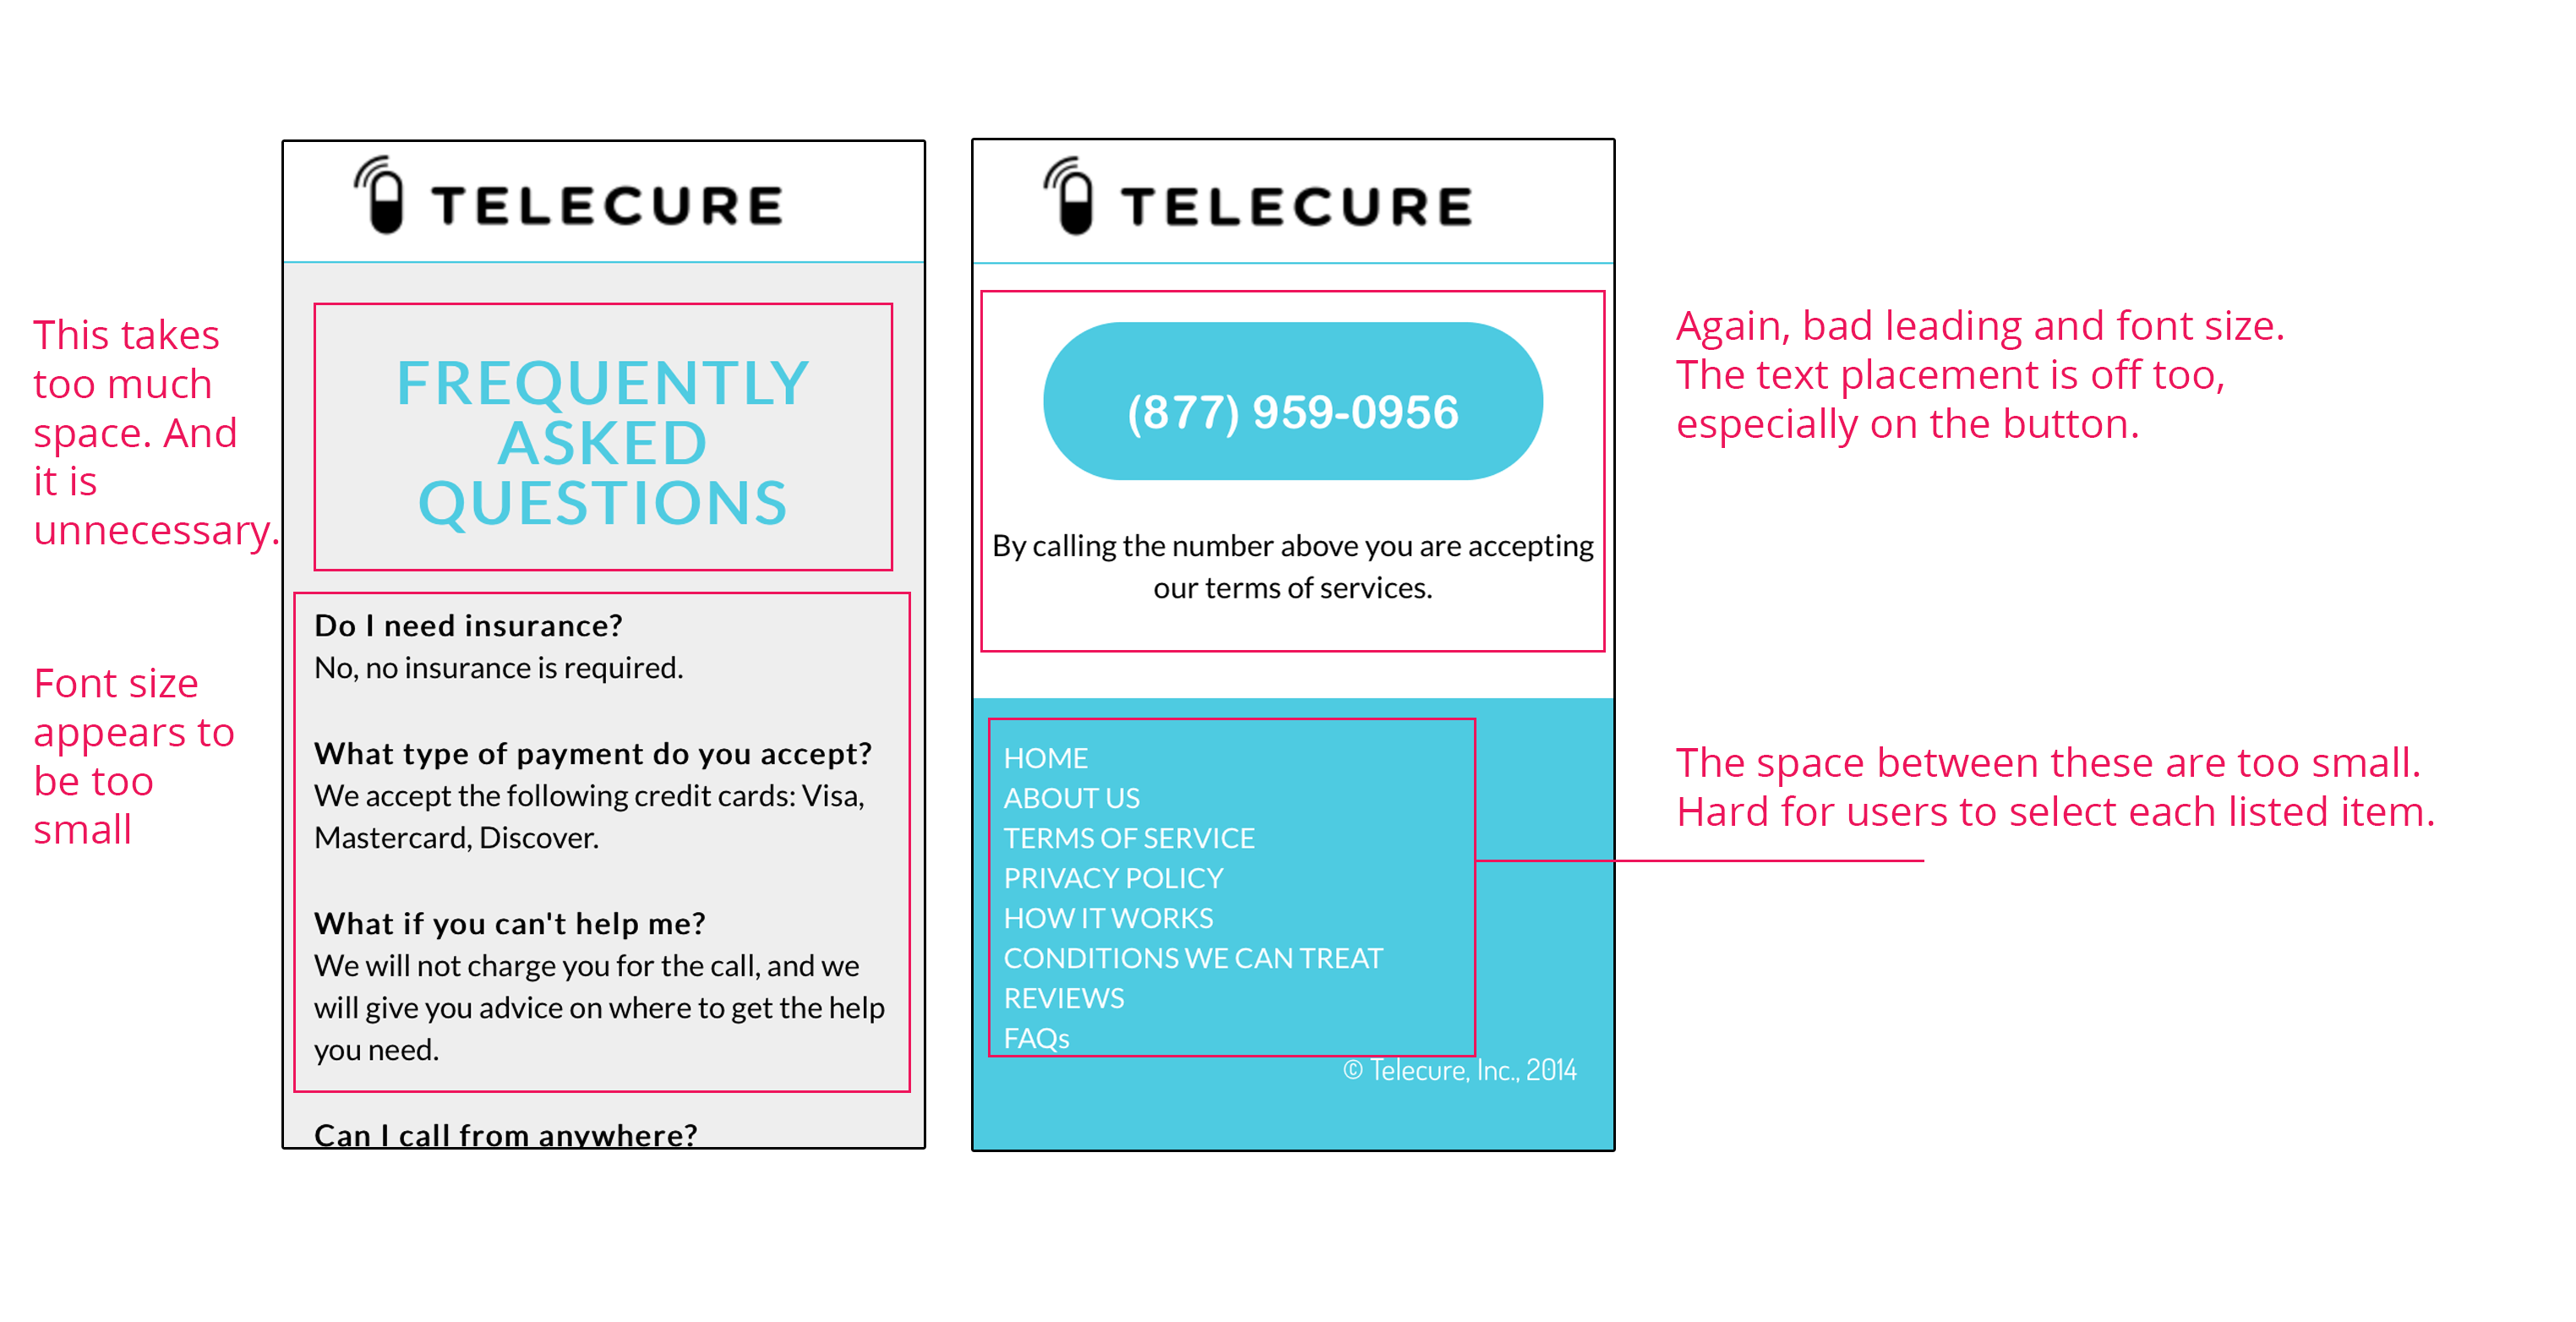 This takes
too much
space. And
it is
unnecessary.
Font size
appears to
be too
small
TELECURE
FREQUENTLY
ASKED
QUESTIONS
Do I need insurance?
No, no insurance is required.
What type of payment do you accept?
We accept the following credit cards: Visa,
Mastercard, Discover.
What if you can't help me?
We will not charge you for the call, and we
will give you advice on where to get the help
you need.
Can I call from anywhere?
TELECURE
(877) 959-0956
By calling the number above you are accepting
our terms of services.
HOME
ABOUT US
TERMS OF SERVICE
PRIVACY POLICY
HOW IT WORKS
CONDITIONS WE CAN TREAT
REVIEWS
FAQs
© Telecure, Inc., 2014
Again, bad leading and font size.
The text placement is off too,
especially on the button.
The space between these are too small.
Hard for users to select each listed item.